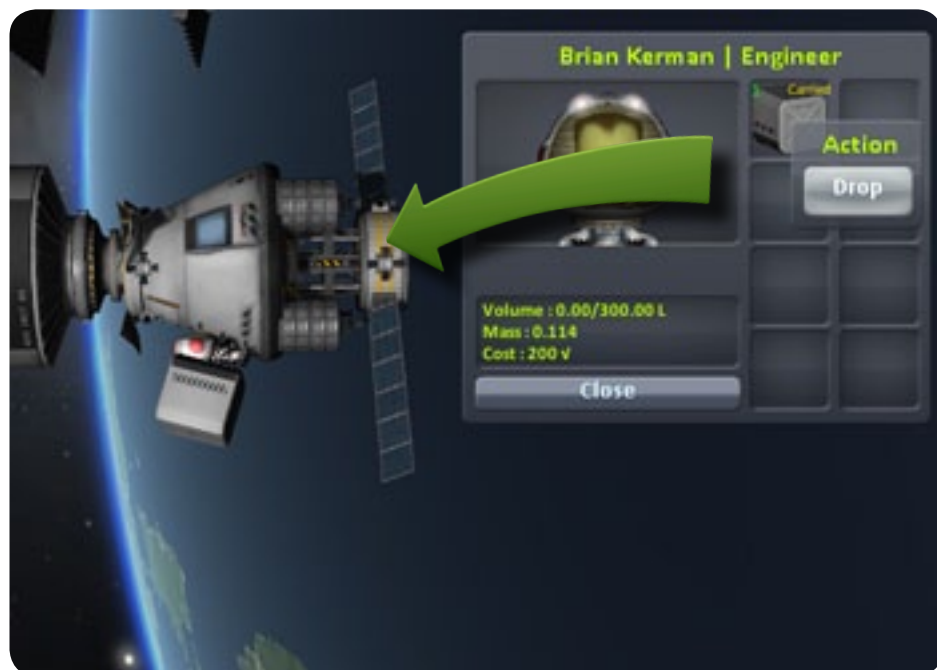 Brian Kerman | Engineer
Carried
Action
Drop
Volume : 0.00/300.00 L
Mass : 0.114
Cost : 200 √
Close